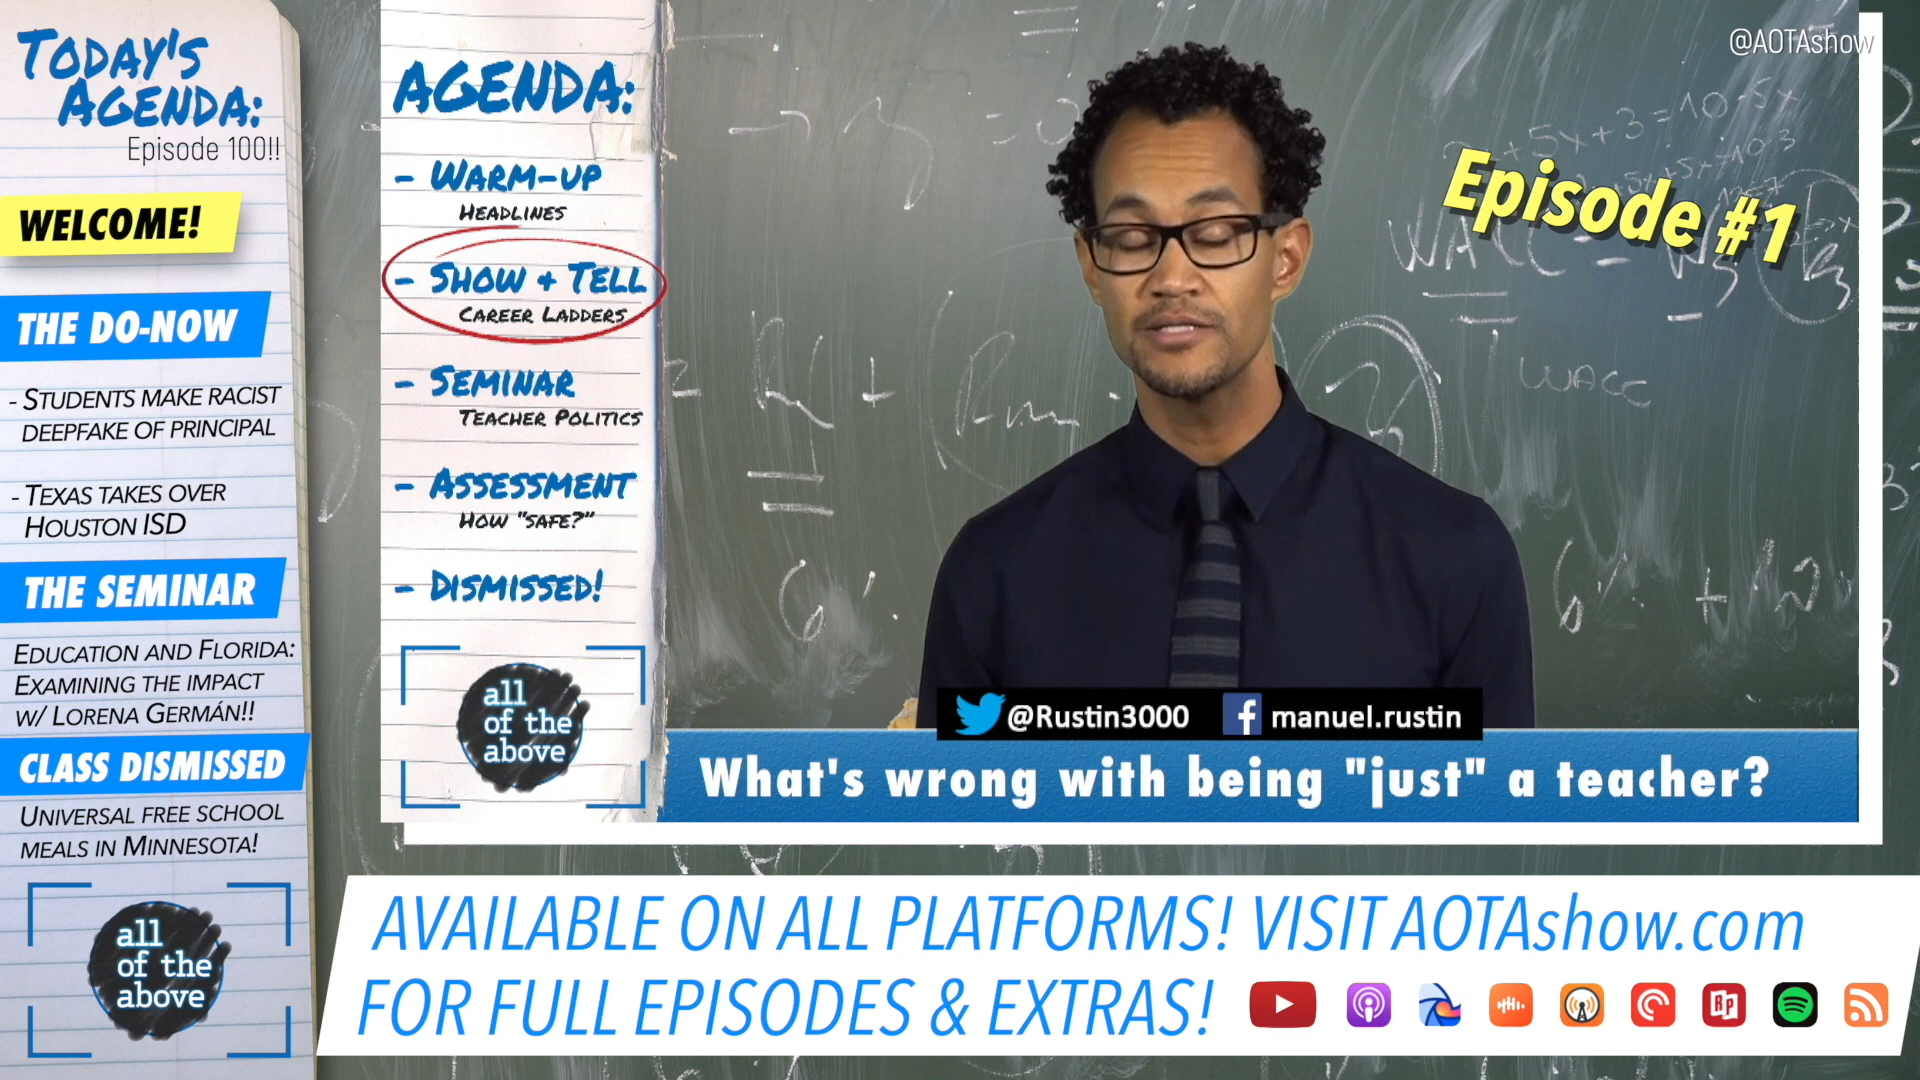 TODAY'S
AGENDA:
Episode 100!!
WELCOME!
THE DO-NOW
- STUDENTS MAKE RACIST
DEEPFAKE OF PRINCIPAL
- TEXAS TAKES OVER
HOUSTON ISD
THE SEMINAR
EDUCATION AND FLORIDA:
EXAMINING THE IMPACT
W/ LORENA GERMÁN!!
CLASS DISMISSED
UNIVERSAL FREE SCHOOL
MEALS IN MINNESOTA!
all
of the
above
AGENDA:
- WARM-UP
HEADLINES
- SHOW + TELL
CAREER LADDERS
- SEMINAR
TEACHER POLITICS
- ASSESSMENT
HOW "SAFE?"
- DISMISSED!
all
of the
above
@AOTAshow
Episode #1
WACC =
WACC
@Rustin3000 manuel.rustin
What's wrong with being "just" a teacher?
AVAILABLE ON ALL PLATFORMS! VISIT AOTAshow.com
FOR FULL EPISODES & EXTRAS!